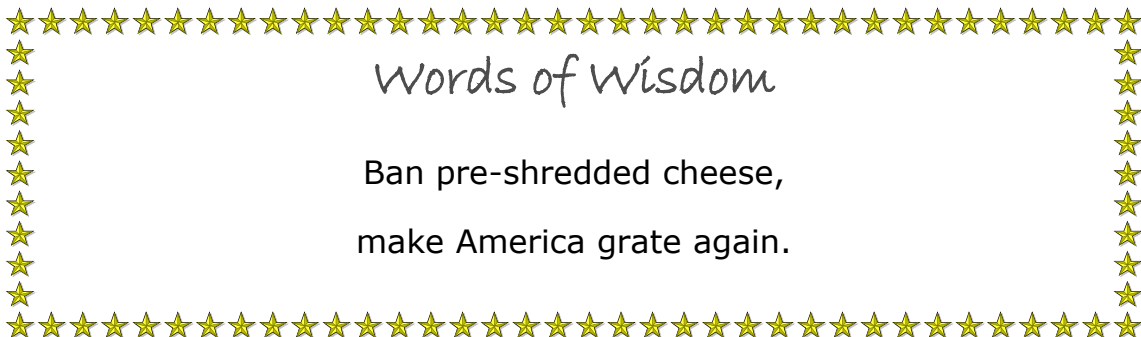 Words of Wisdom
Ban pre-shredded cheese,
make America grate again.